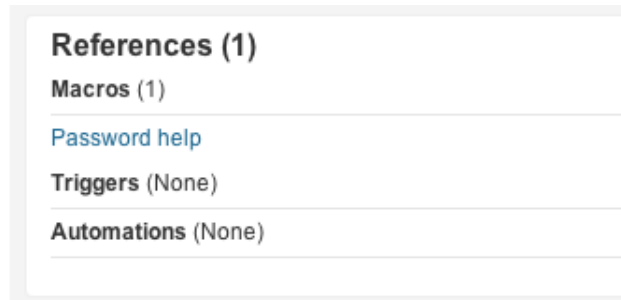 References (1)
Macros (1)
Password help
Triggers (None)
Automations (None)